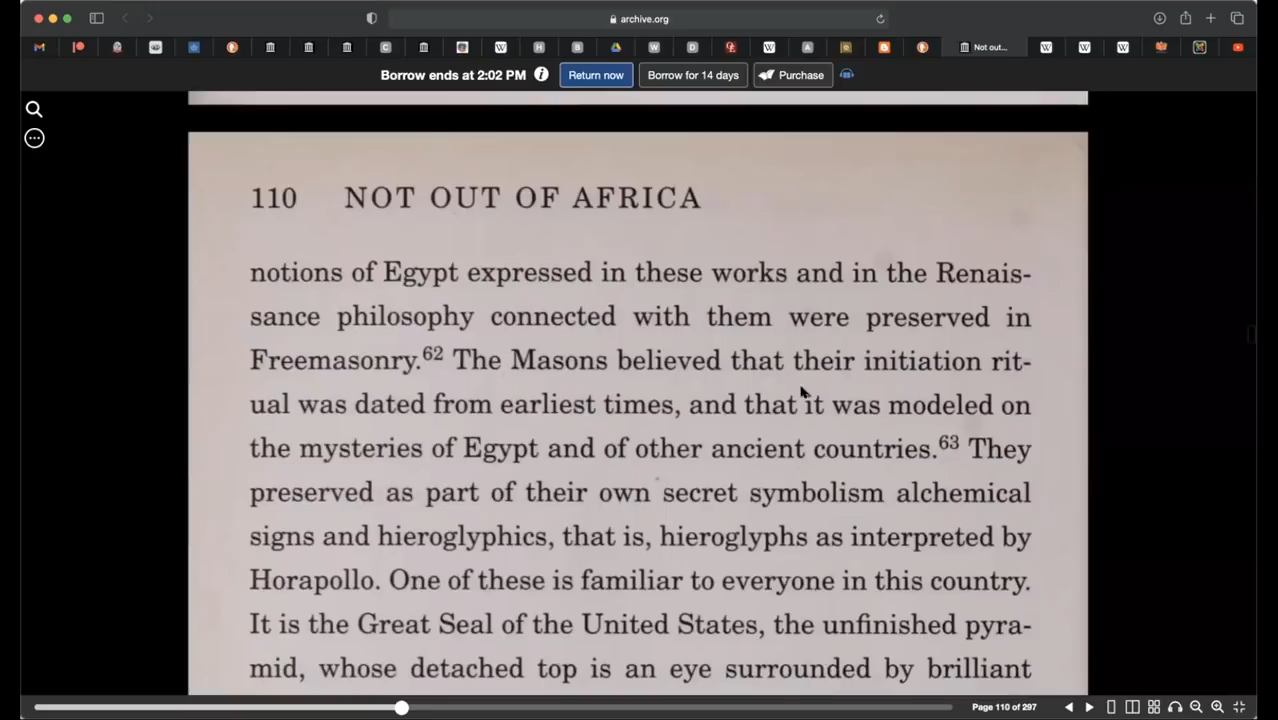 archive.org
Not out...
Borrow ends at 2:02 PM
Return now
Borrow for 14 days
Purchase
110 NOT OUT OF AFRICA
notions of Egypt expressed in these works and in the Renais-
sance philosophy connected with them were preserved in
Freemasonry.62 The Masons believed that their initiation rit-
ual was dated from earliest times, and that it was modeled on
the mysteries of Egypt and of other ancient countries.63 They
preserved as part of their own secret symbolism alchemical
signs and hieroglyphics, that is, hieroglyphs as interpreted by
Horapollo. One of these is familiar to everyone in this country.
It is the Great Seal of the United States, the unfinished pyra-
mid, whose detached top is an eye surrounded by brilliant
Page 110 of 297